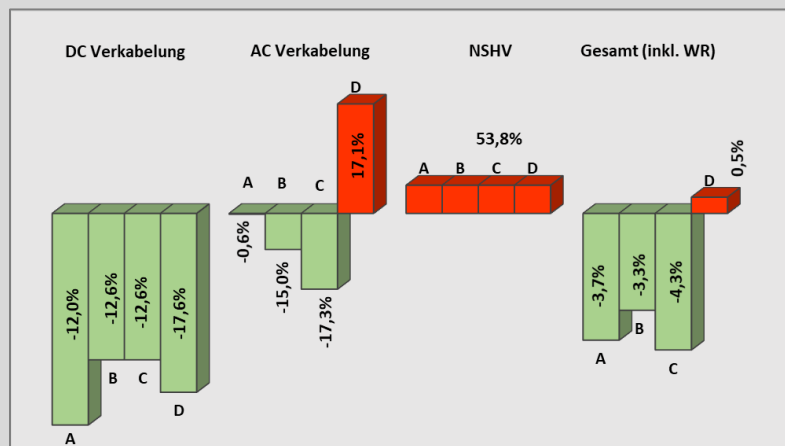 DC Verkabelung
AC Verkabelung
NSHV
Gesamt (inkl. WR)
-12,0%
-12,6%
-12,6%
-17,6%
A
B
C
D
A
B
C
D
-0,6%
-15,0%
-17,3%
17,1%
53,8%
A
B
C
D
-3,7%
-3,3%
-4,3%
0,5%
A
B
C
D